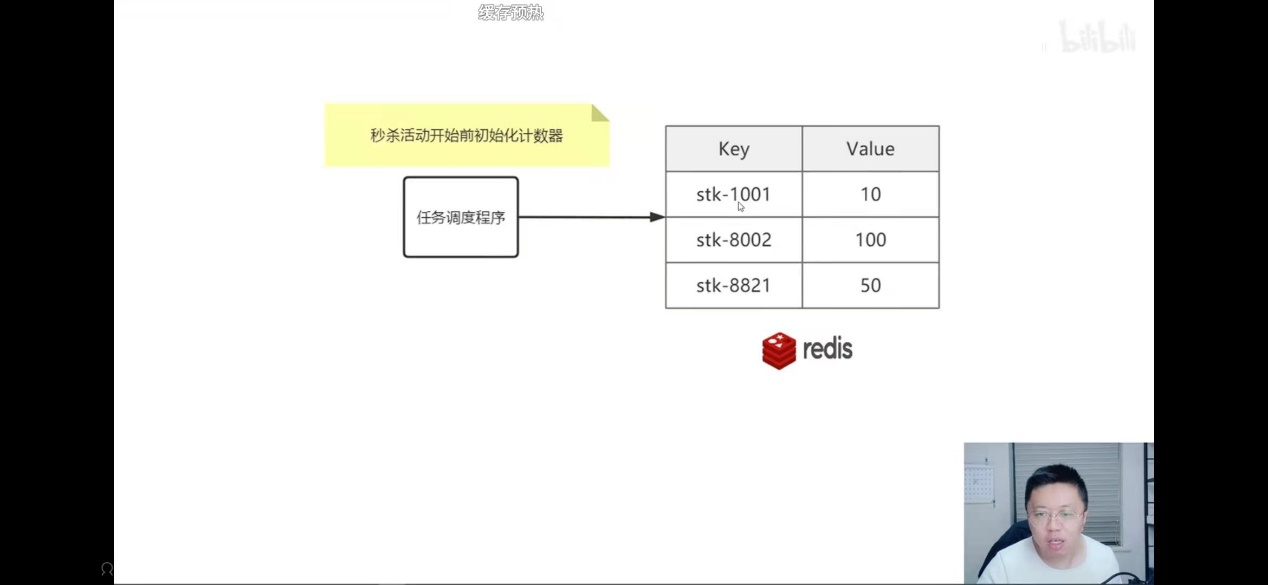 缓存预热
bilibili
秒杀活动开始前初始化计数器
任务调度程序
Key Value
stk-1001 10
stk-8002 100
stk-8821 50
redis